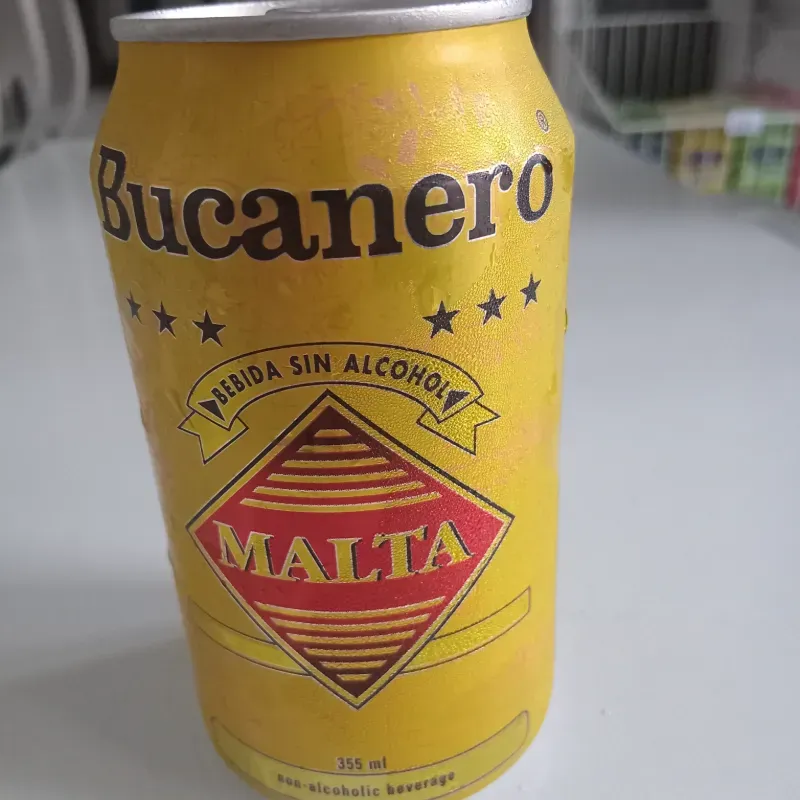 Bucanero®
BEBIDA SIN ALCOHOL
MALTA
355 ml
non-alcoholic beverage